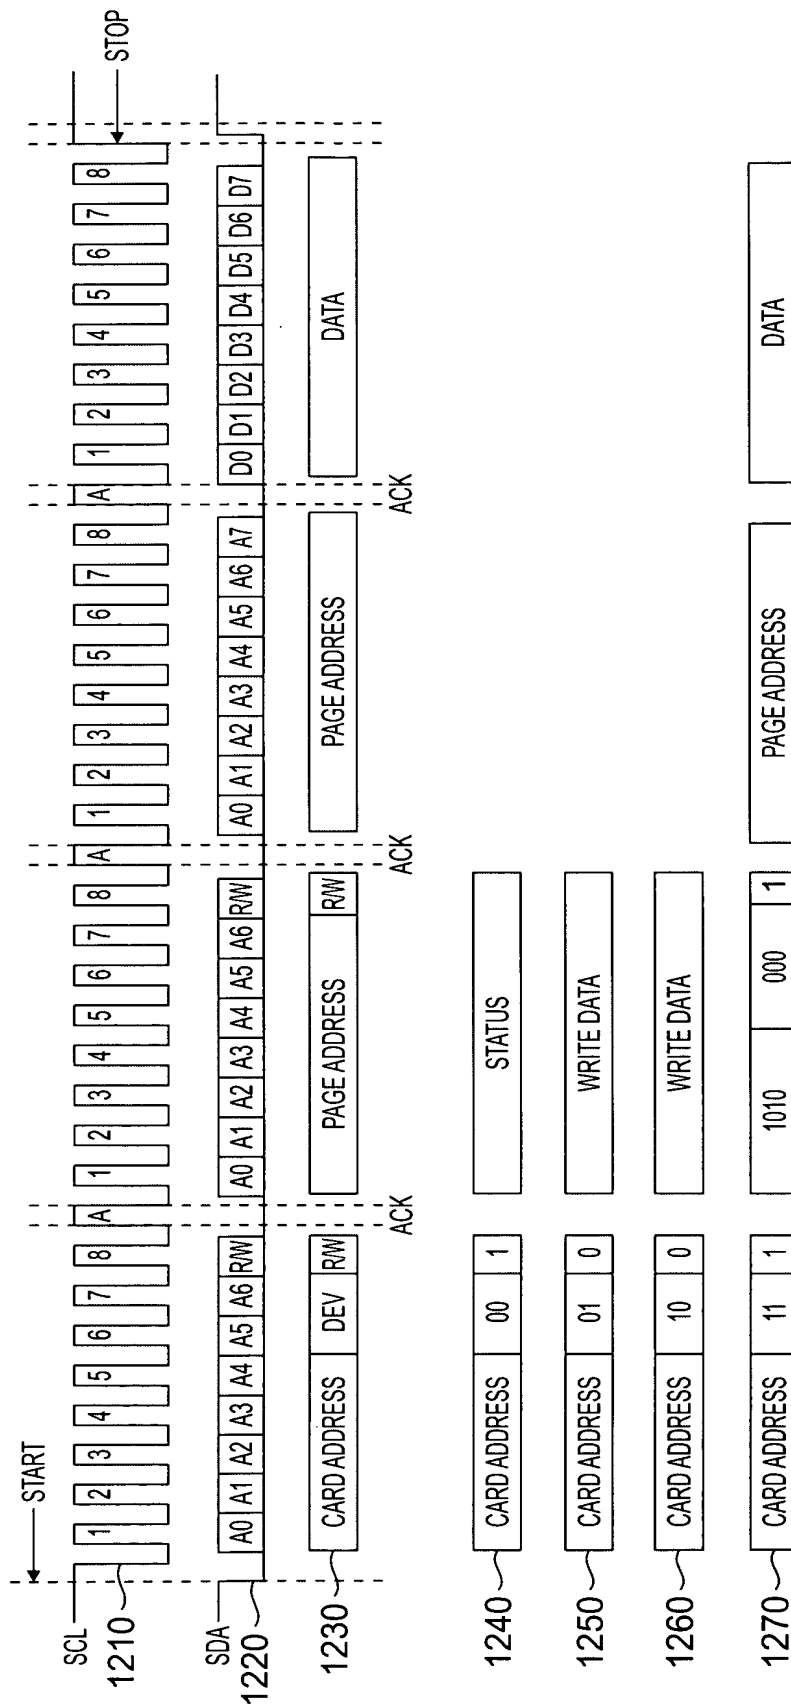 START
STOP
SCL
1210
1 2 3 4 5 6 7 8 A 1 2 3 4 5 6 7 8 A 1 2 3 4 5 6 7 8 A 1 2 3 4 5 6 7 8
SDA
1220
A0 A1 A2 A3 A4 A5 A6 R/W A0 A1 A2 A3 A4 A5 A6 R/W A0 A1 A2 A3 A4 A5 A6 A7 D0 D1 D2 D3 D4 D5 D6 D7
1230
CARD ADDRESS DEV R/W PAGE ADDRESS R/W PAGE ADDRESS DATA
ACK ACK ACK
1240 CARD ADDRESS 00 1 STATUS
1250 CARD ADDRESS 01 0 WRITE DATA
1260 CARD ADDRESS 10 0 WRITE DATA
1270 CARD ADDRESS 11 1 1010 000 1 PAGE ADDRESS DATA